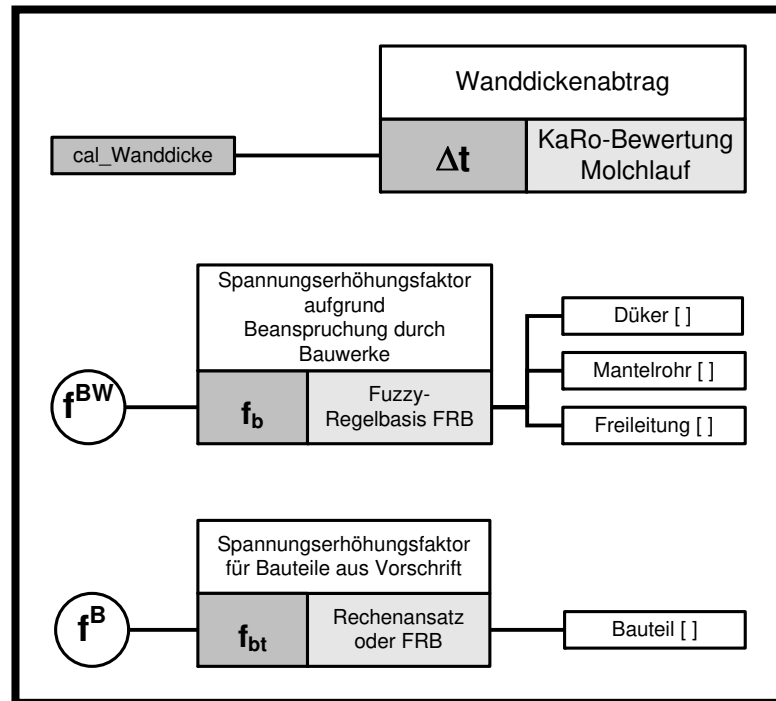 Wanddickenabtrag
cal_Wanddicke
Δt
KaRo-Bewertung
Molchlauf
Spannungserhöhungsfaktor
aufgrund
Beanspruchung durch
Bauwerke
f^BW
f_b
Fuzzy-
Regelbasis FRB
Düker [ ]
Mantelrohr [ ]
Freileitung [ ]
Spannungserhöhungsfaktor
für Bauteile aus Vorschrift
f^B
f_bt
Rechenansatz
oder FRB
Bauteil [ ]